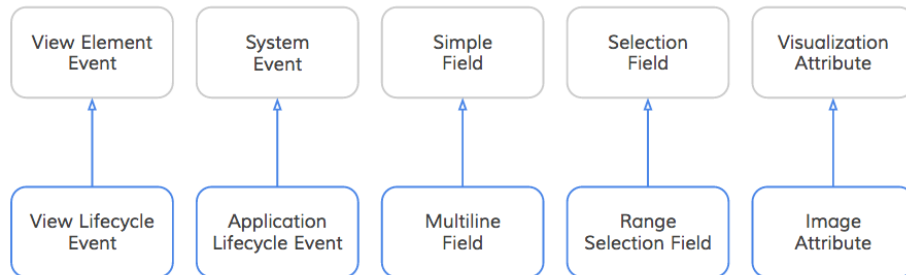 View Element
Event
System
Event
Simple
Field
Selection
Field
Visualization
Attribute
View Lifecycle
Event
Application
Lifecycle Event
Multiline
Field
Range
Selection Field
Image
Attribute